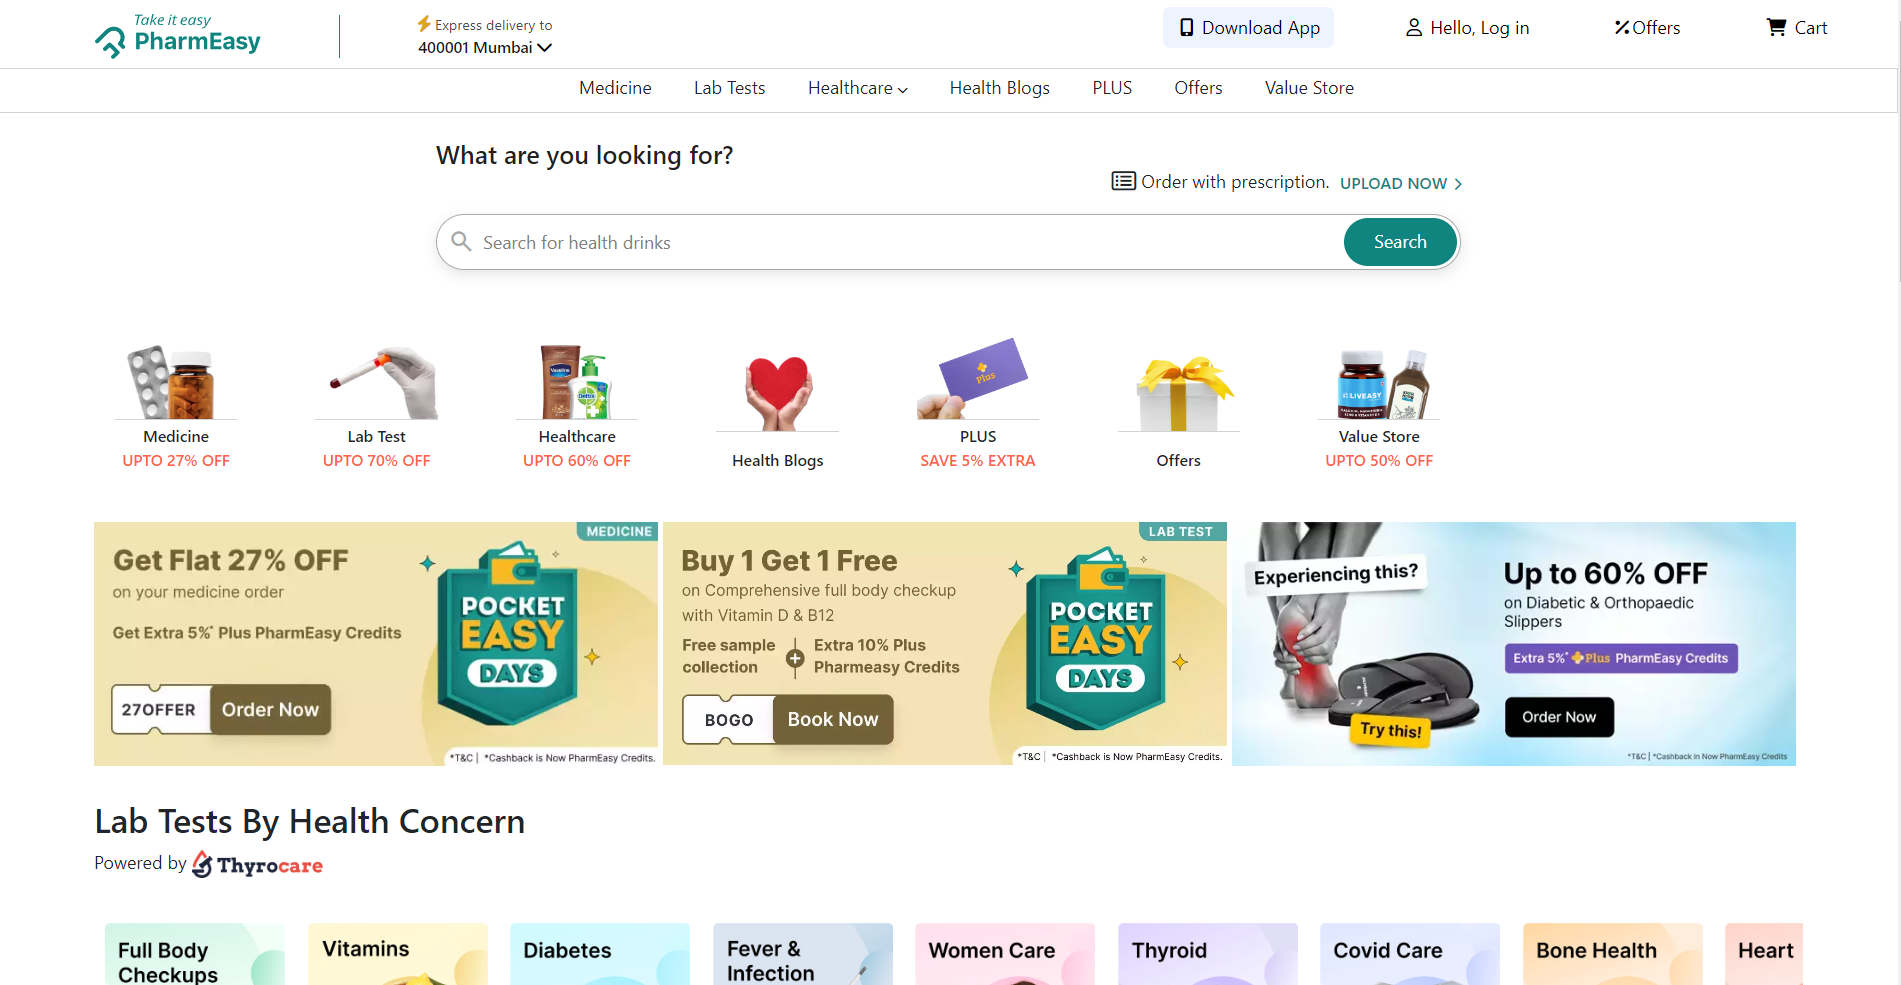 Take it easy
PharmEasy
Express delivery to
400001 Mumbai
Download App
Hello, Log in
Offers
Cart
Medicine
Lab Tests
Healthcare
Health Blogs
PLUS
Offers
Value Store
What are you looking for?
Order with prescription. UPLOAD NOW
Search for health drinks
Search
Vaseline
Dettol
Plus
LIVEASY
Medicine
UPTO 27% OFF
Lab Test
UPTO 70% OFF
Healthcare
UPTO 60% OFF
Health Blogs
PLUS
SAVE 5% EXTRA
Offers
Value Store
UPTO 50% OFF
MEDICINE
Get Flat 27% OFF
on your medicine order
Get Extra 5%* Plus PharmEasy Credits
27OFFER
Order Now
POCKET
EASY
DAYS
*T&C | *Cashback is Now PharmEasy Credits.
LAB TEST
Buy 1 Get 1 Free
on Comprehensive full body checkup
with Vitamin D & B12
Free sample
collection
Extra 10% Plus
Pharmeasy Credits
BOGO
Book Now
POCKET
EASY
DAYS
*T&C | *Cashback is Now PharmEasy Credits.
Experiencing this?
Try this!
Up to 60% OFF
on Diabetic & Orthopaedic
Slippers
Extra 5%* Plus PharmEasy Credits
Order Now
*T&C | *Cashback in Now PharmEasy Credits
Lab Tests By Health Concern
Powered by Thyrocare
Full Body
Checkups
Vitamins
Diabetes
Fever &
Infection
Women Care
Thyroid
Covid Care
Bone Health
Heart